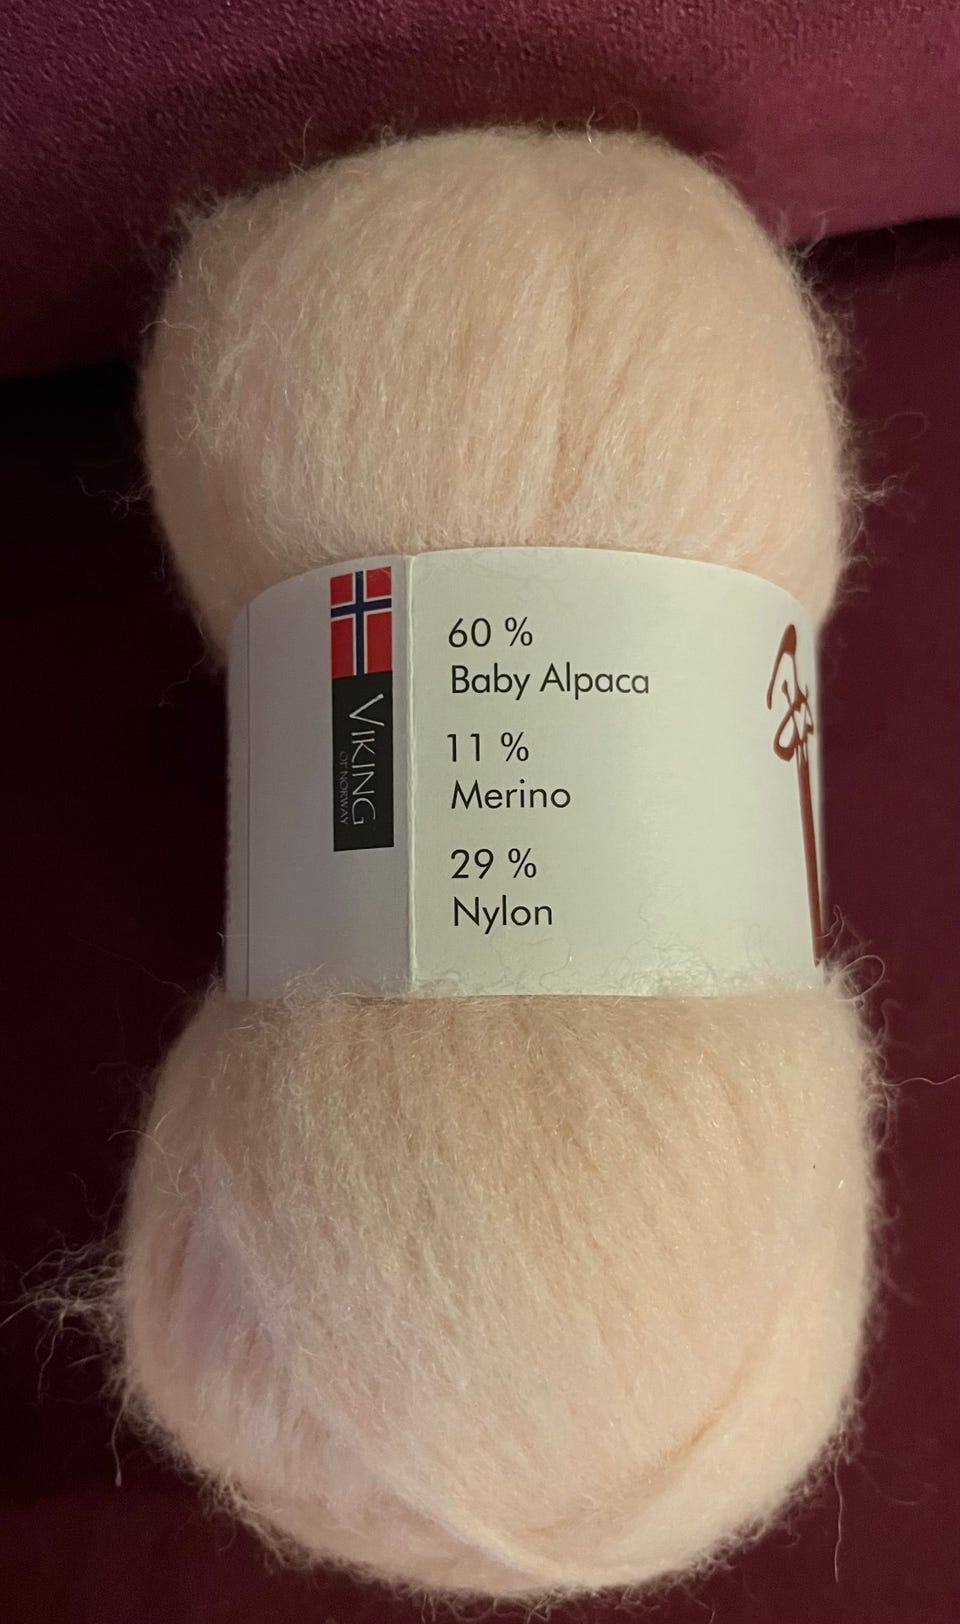 VIKING
OF NORWAY
60 %
Baby Alpaca
11 %
Merino
29 %
Nylon